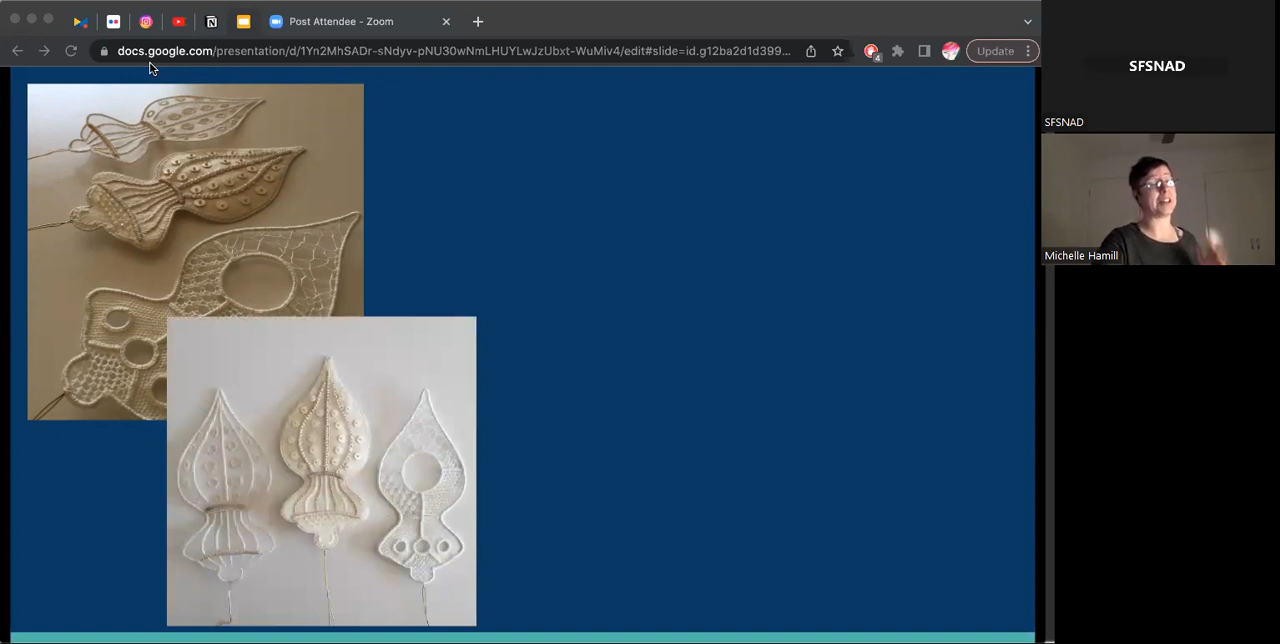 Post Attendee - Zoom
docs.google.com/presentation/d/1Yn2MhSADr-sNdyv-pNU30wNmLHUYLwJzUbxt-WuMiv4/edit#slide=id.g12ba2d1d399...
4
Update
SFSNAD
SFSNAD
Michelle Hamill